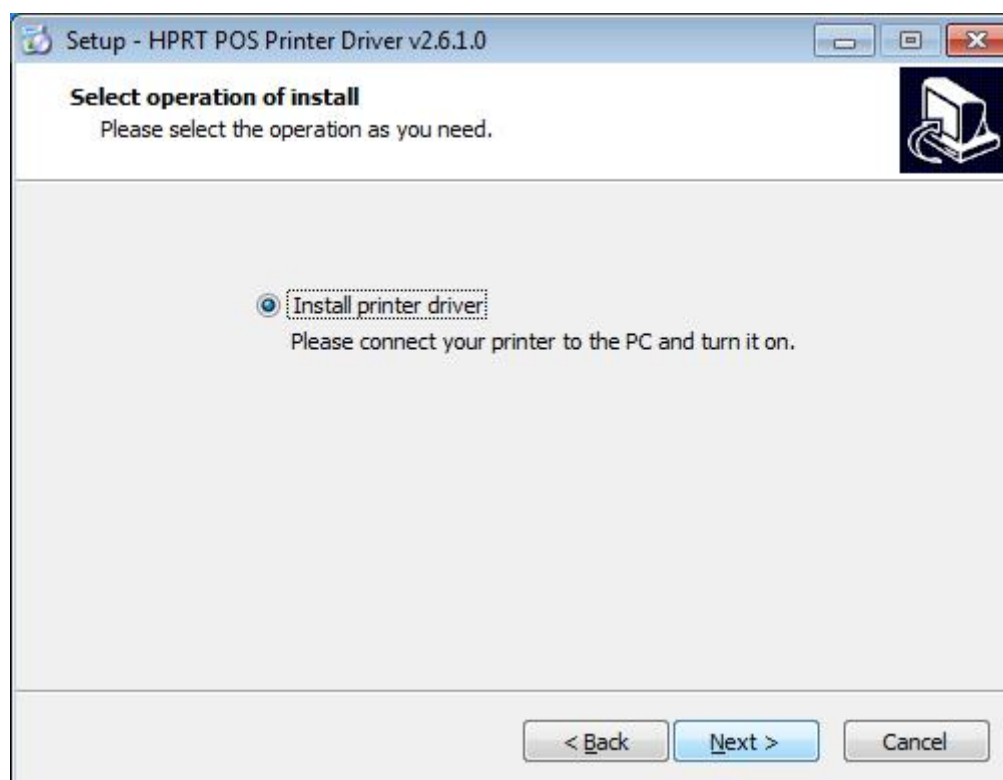 Setup - HPRT POS Printer Driver v2.6.1.0
Select operation of install
Please select the operation as you need.
Install printer driver
Please connect your printer to the PC and turn it on.
< Back
Next >
Cancel